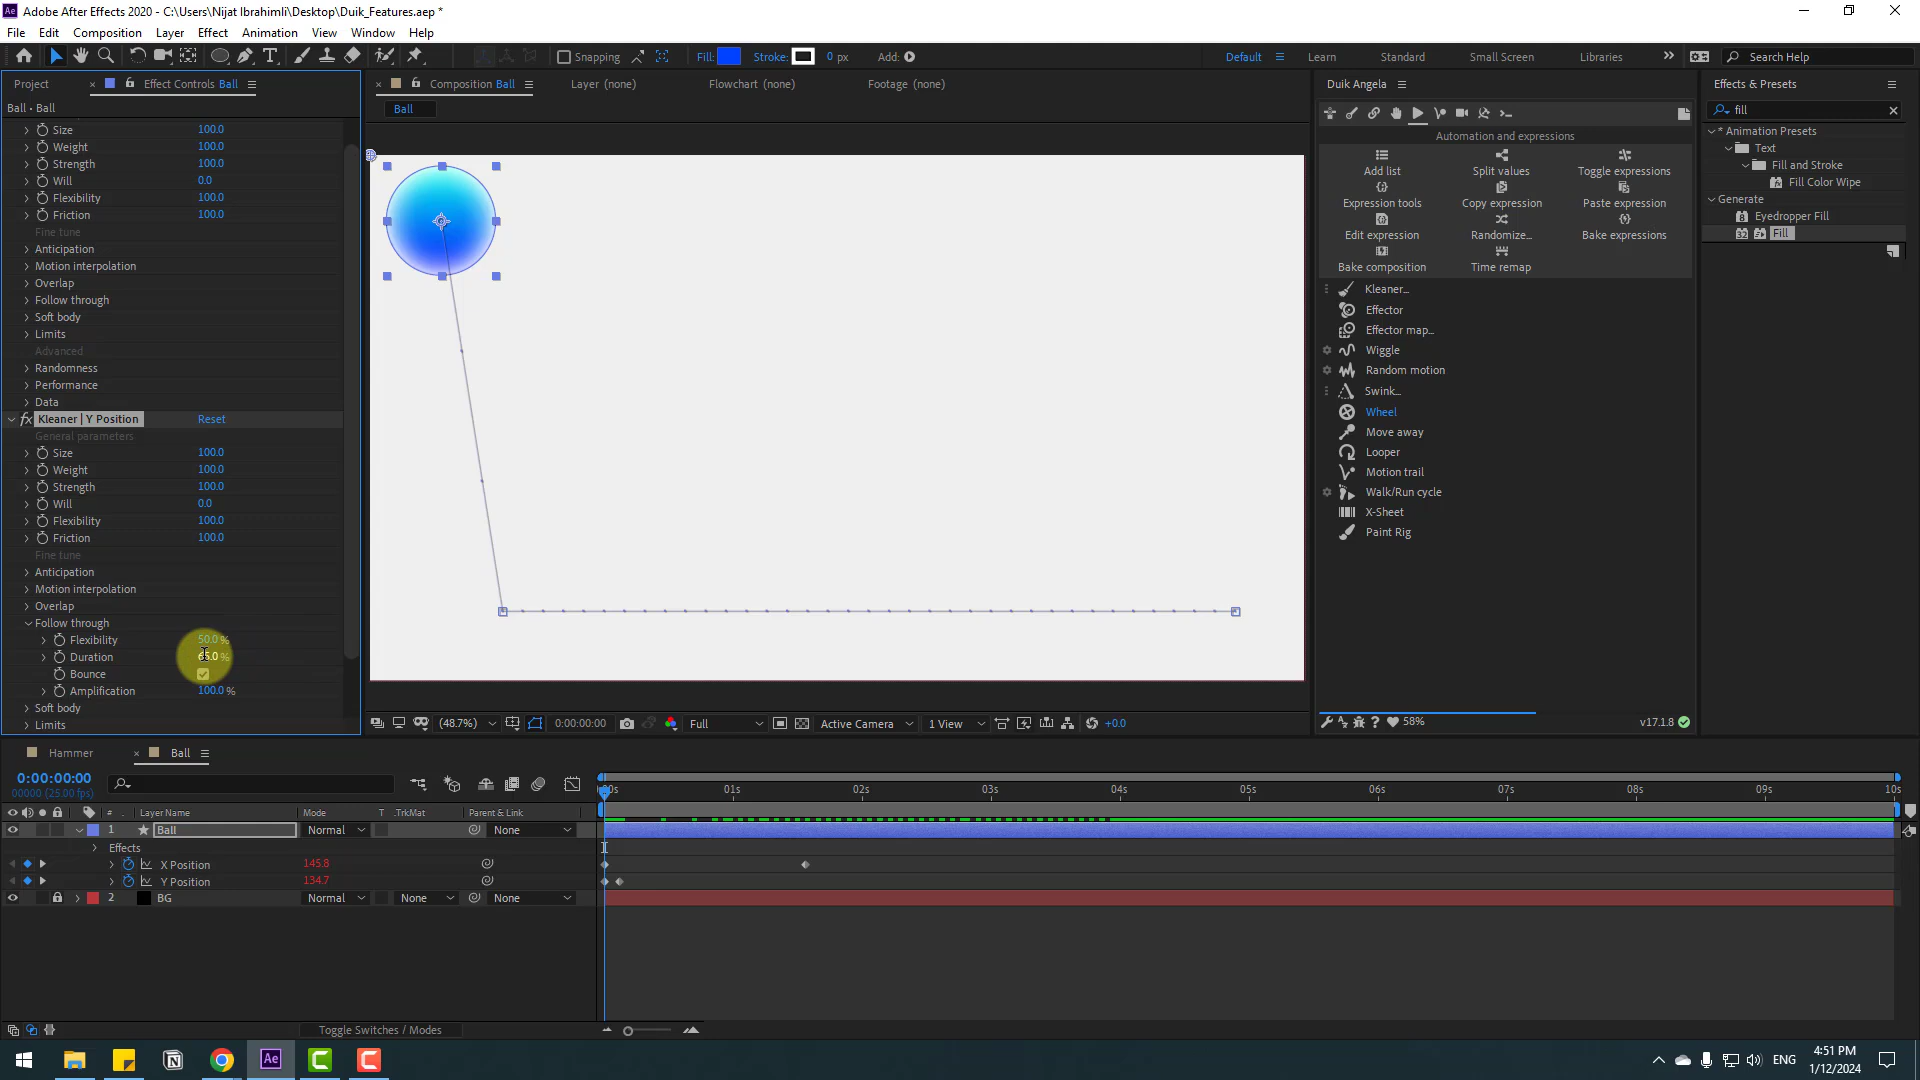 Adobe After Effects 2020 - C:\Users\Nijat Ibrahimli\Desktop\Duik_Features.aep *
File Edit Composition Layer Effect Animation View Window Help
Snapping Fill: Stroke: 0 px Add: Default Learn Standard Small Screen Libraries Search Help
Project Effect Controls Ball
Ball • Ball
Size 100.0
Weight 100.0
Strength 100.0
Will 0.0
Flexibility 100.0
Friction 100.0
Fine tune
Anticipation
Motion interpolation
Overlap
Follow through
Soft body
Limits
Advanced
Randomness
Performance
Data
fx Kleaner | Y Position Reset
General parameters
Size 100.0
Weight 100.0
Strength 100.0
Will 0.0
Flexibility 100.0
Friction 100.0
Fine tune
Anticipation
Motion interpolation
Overlap
Follow through
Flexibility 50.0 %
Duration
Bounce
Amplification 100.0 %
Soft body
Limits
Composition Ball Layer (none) Flowchart (none) Footage (none)
Ball
(48.7%) 0:00:00:00 Full Active Camera 1 View +0.0
Duik Angela
Automation and expressions
Add list Split values Toggle expressions
Expression tools Copy expression Paste expression
Edit expression Randomize... Bake expressions
Bake composition Time remap
Kleaner...
Effector
Effector map...
Wiggle
Random motion
Swink...
Wheel
Move away
Looper
Motion trail
Walk/Run cycle
X-Sheet
Paint Rig
58% v17.1.8
Effects & Presets
fill
* Animation Presets
Text
Fill and Stroke
Fill Color Wipe
Generate
Eyedropper Fill
Fill
Hammer Ball
0:00:00:00
00000 (25.00 fps)
# Layer Name Mode T .TrkMat Parent & Link
1 Ball Normal None
Effects
X Position 145.8
Y Position 134.7
2 BG Normal None None
01s 02s 03s 04s 05s 06s 07s 08s 09s 10s
Toggle Switches / Modes
ENG 4:51 PM
1/12/2024